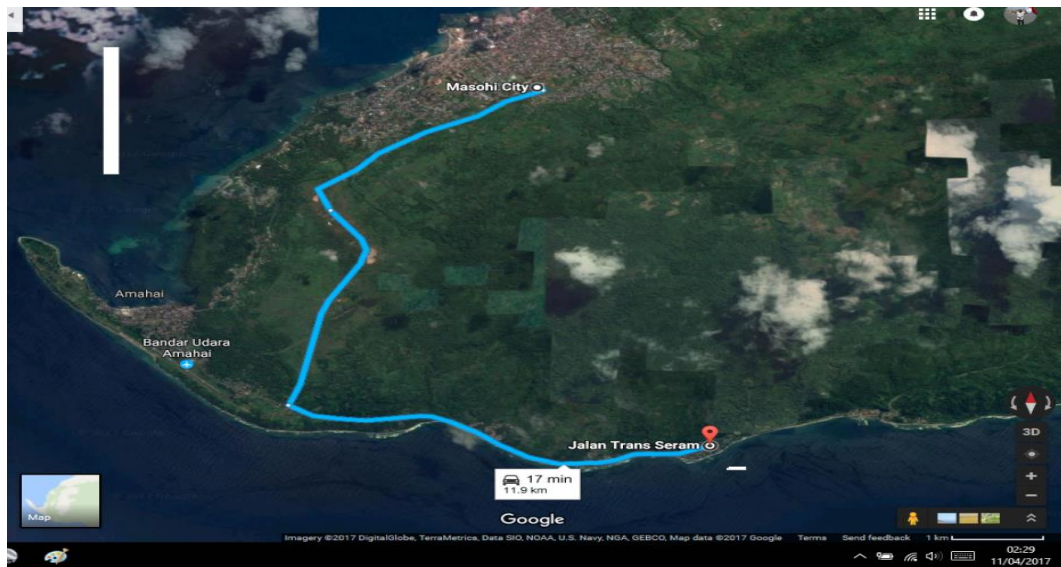 Masohi City
Amahai
Bandar Udara
Amahai
Jalan Trans Seram
17 min
11.9 km
3D
Map
Google
Imagery ©2017 DigitalGlobe, TerraMetrica, Data SIO, NOAA, U.S. Navy, NGA, GEBCO, Map data ©2017 Google Terms Send feedback 1 km
02:29
11/04/2017